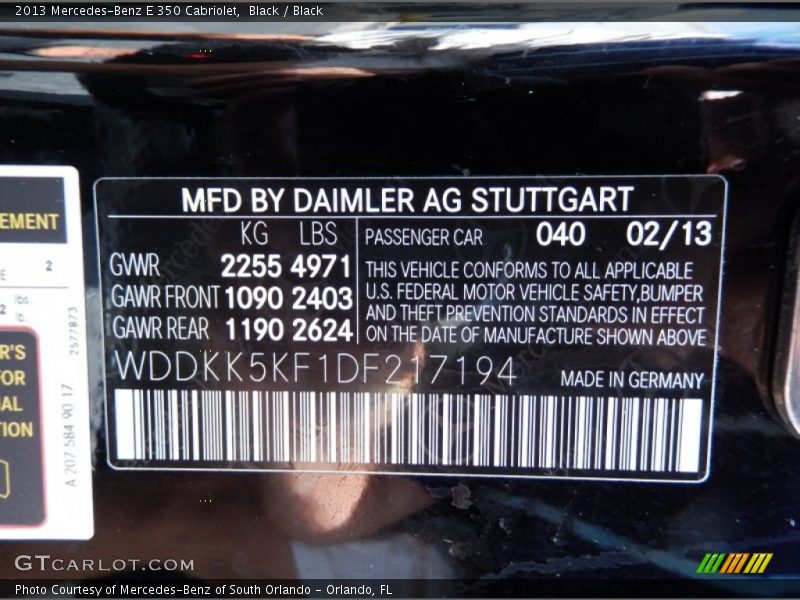 2013 Mercedes-Benz E 350 Cabriolet, Black / Black
MFD BY DAIMLER AG STUTTGART
KG LBS
GWR 2255 4971
GAWR FRONT 1090 2403
GAWR REAR 1190 2624
PASSENGER CAR 040 02/13
THIS VEHICLE CONFORMS TO ALL APPLICABLE
U.S. FEDERAL MOTOR VEHICLE SAFETY,BUMPER
AND THEFT PREVENTION STANDARDS IN EFFECT
ON THE DATE OF MANUFACTURE SHOWN ABOVE
WDDKK5KF1DF217194
MADE IN GERMANY
EMENT
2
lbs.
2577873
A 207 584 90 17
GTCARLOT.COM
Photo Courtesy of Mercedes-Benz of South Orlando - Orlando, FL